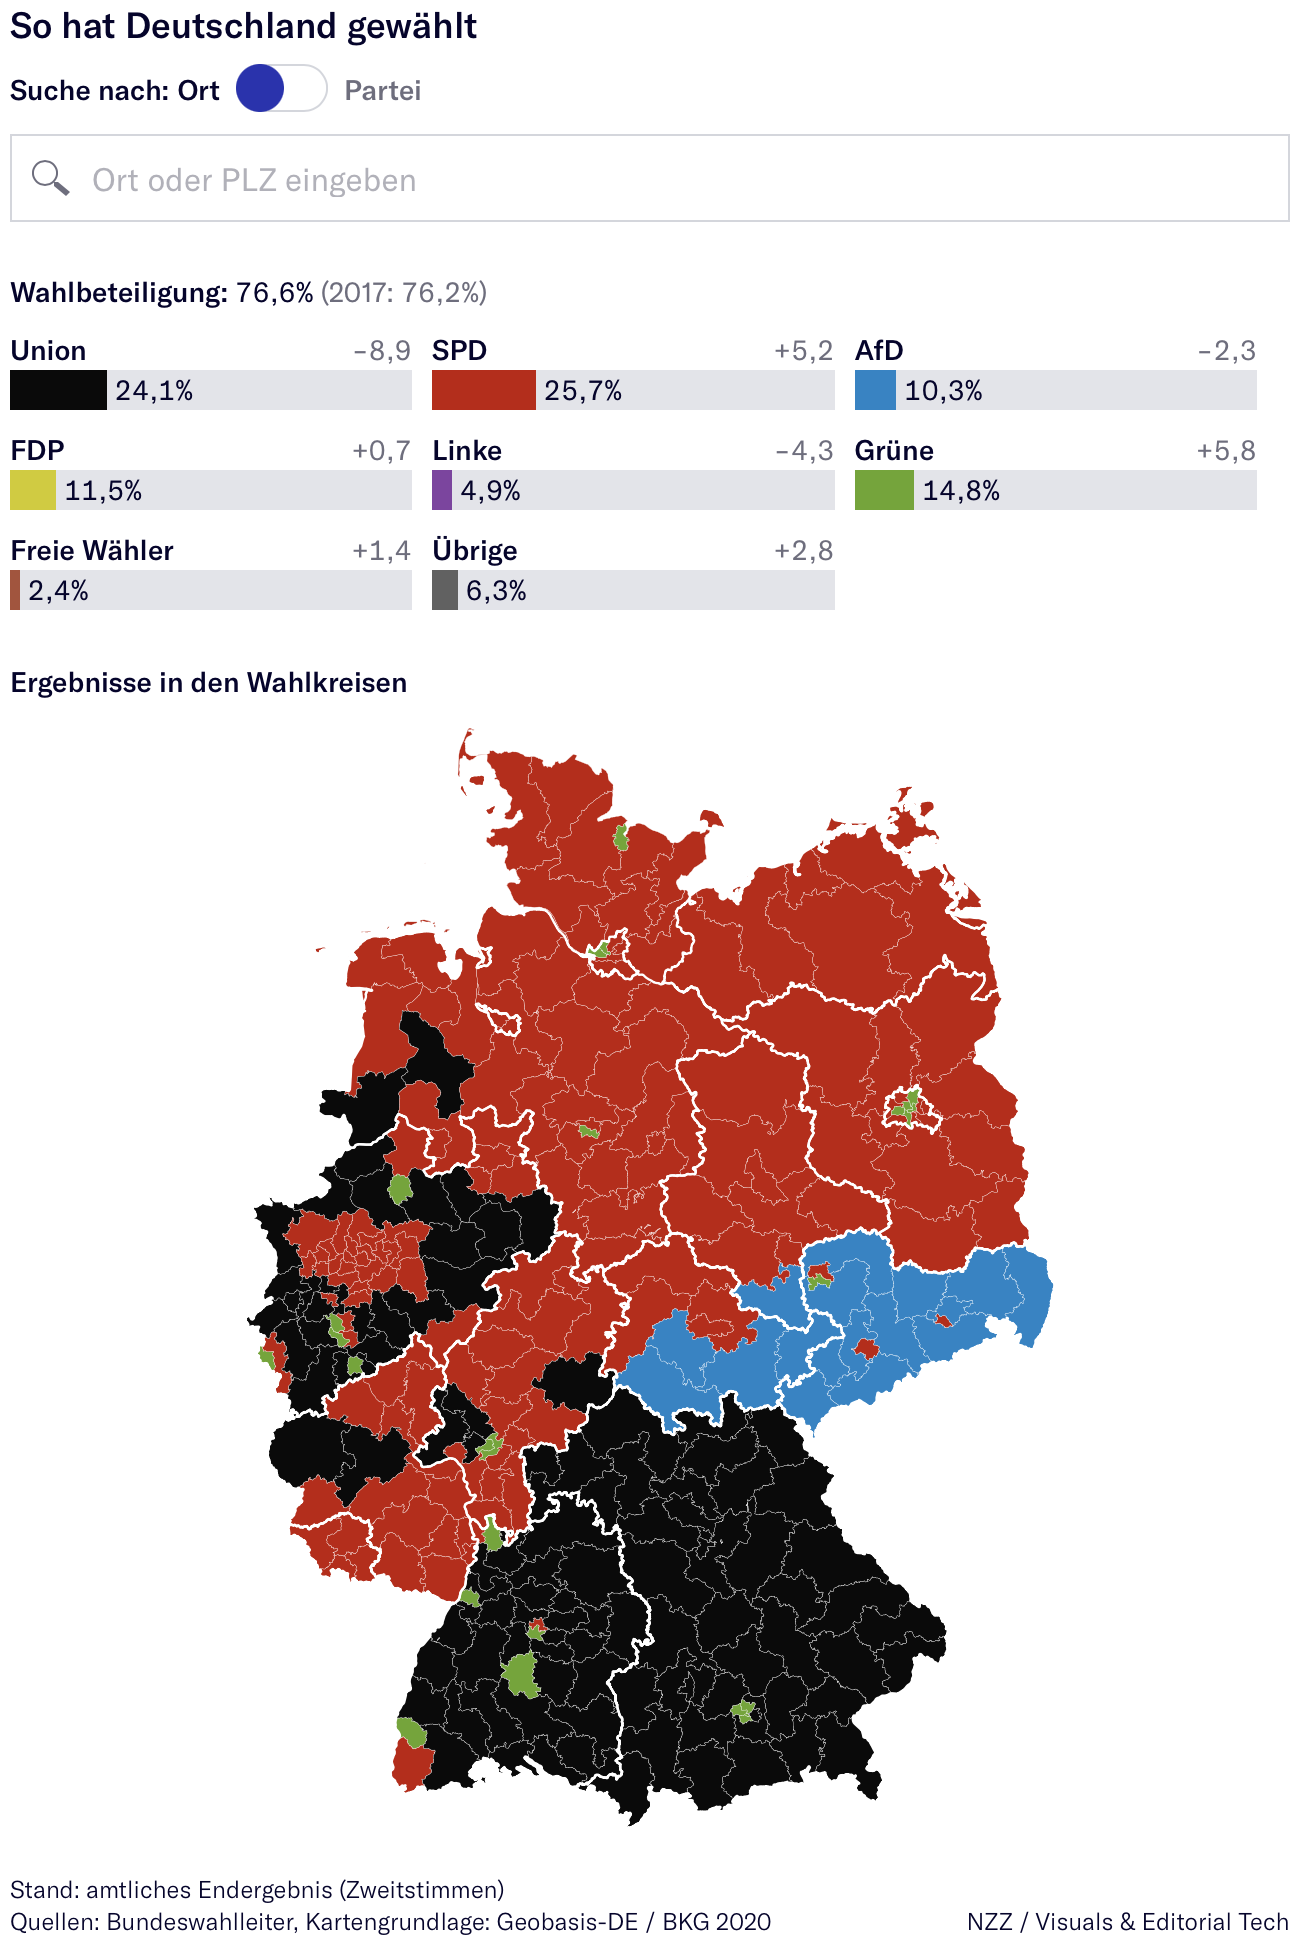 So hat Deutschland gewählt
Suche nach: Ort Partei
Ort oder PLZ eingeben
Wahlbeteiligung: 76,6% (2017: 76,2%)
Union −8,9 SPD +5,2 AfD −2,3
24,1% 25,7% 10,3%
FDP +0,7 Linke −4,3 Grüne +5,8
11,5% 4,9% 14,8%
Freie Wähler +1,4 Übrige +2,8
2,4% 6,3%
Ergebnisse in den Wahlkreisen
Stand: amtliches Endergebnis (Zweitstimmen)
Quellen: Bundeswahlleiter, Kartengrundlage: Geobasis-DE / BKG 2020 NZZ / Visuals & Editorial Tech